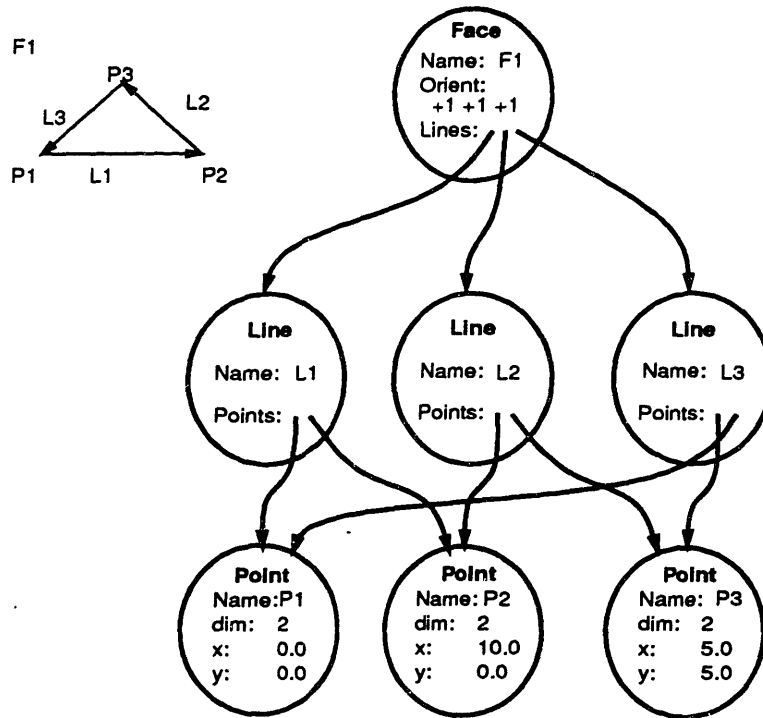 F1
P3
L3
L2
P1
L1
P2
Face
Name: F1
Orient:
+1 +1 +1
Lines:
Line
Name: L1
Points:
Line
Name: L2
Points:
Line
Name: L3
Points:
Point
Name:P1
dim: 2
x: 0.0
y: 0.0
Point
Name:P2
dim: 2
x: 10.0
y: 0.0
Point
Name: P3
dim: 2
x: 5.0
y: 5.0